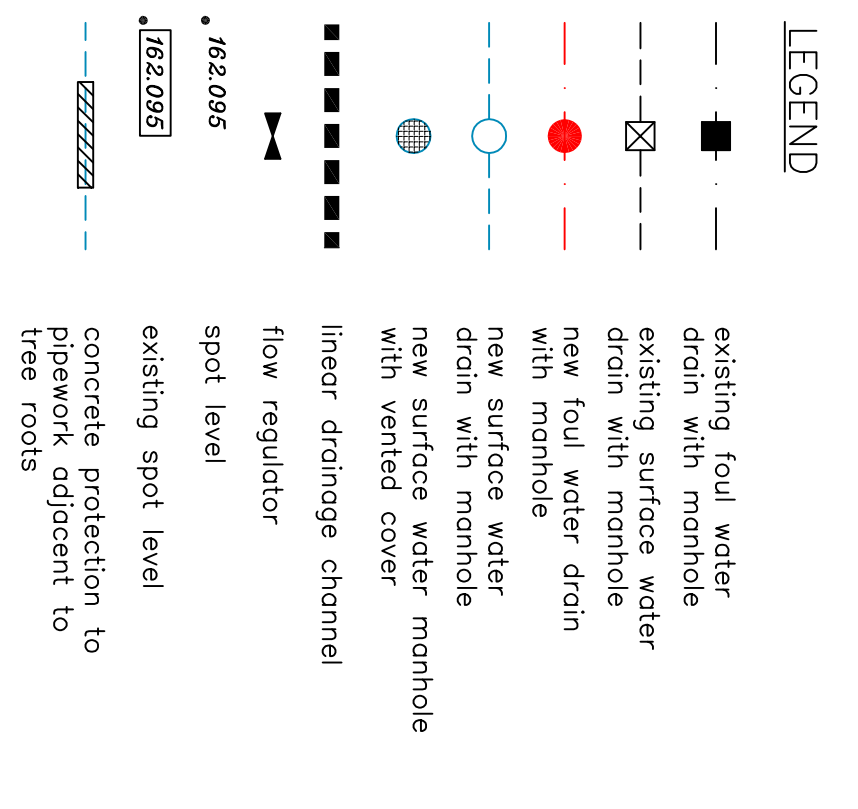 LEGEND
existing foul water
drain with manhole
existing surface water
drain with manhole
new foul water drain
with manhole
new surface water
drain with manhole
new surface water manhole
with vented cover
linear drainage channel
flow regulator
162.095
spot level
162.095
existing spot level
concrete protection to
pipework adjacent to
tree roots